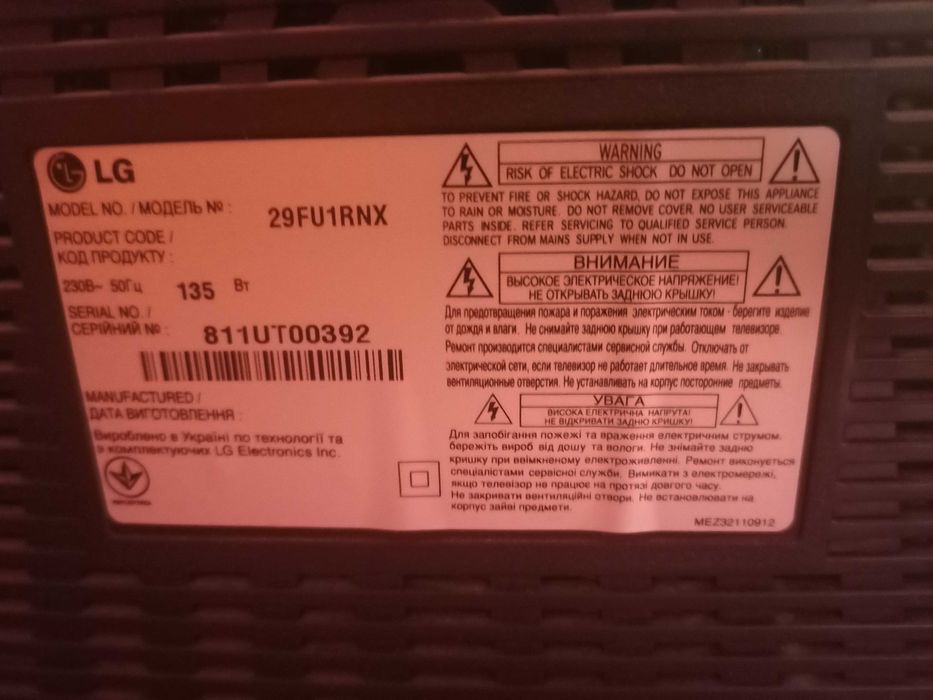 LG
MODEL NO. / МОДЕЛЬ № : 29FU1RNX
PRODUCT CODE /
КОД ПРОДУКТУ :
230В~ 50Гц 135 Вт
SERIAL NO. /
СЕРІЙНИЙ № : 811UT00392
MANUFACTURED /
ДАТА ВИГОТОВЛЕННЯ :
Вироблено в Україні по технології та
з комплектуючих LG Electronics Inc.
WARNING
RISK OF ELECTRIC SHOCK DO NOT OPEN
TO PREVENT FIRE OR SHOCK HAZARD, DO NOT EXPOSE THIS APPLIANCE
TO RAIN OR MOISTURE. DO NOT REMOVE COVER. NO USER SERVICEABLE
PARTS INSIDE. REFER SERVICING TO QUALIFIED SERVICE PERSON.
DISCONNECT FROM MAINS SUPPLY WHEN NOT IN USE.
ВНИМАНИЕ
ВЫСОКОЕ ЭЛЕКТРИЧЕСКОЕ НАПРЯЖЕНИЕ!
НЕ ОТКРЫВАТЬ ЗАДНЮЮ КРЫШКУ!
Для предотвращения пожара и поражения электрическим током - берегите изделие
от дождя и влаги. Не снимайте заднюю крышку при работающем телевизоре.
Ремонт производится специалистами сервисной службы. Отключать от
электрической сети, если телевизор не работает длительное время. Не закрывать
вентиляционные отверстия. Не устанавливать на корпус посторонние предметы.
УВАГА
ВИСОКА ЕЛЕКТРИЧНА НАПРУГА!
НЕ ВІДКРИВАТИ ЗАДНЮ КРИШКУ!
Для запобігання пожежі та враження електричним струмом.
бережіть виріб від дошу та вологи. Не знімайте задню
кришку при ввімкненому електроживленні. Ремонт виконується
спеціалістами сервісної служби. Вимикати з електромережі,
якщо телевізор не працює на протязі довгого часу.
Не закривати вентиляційні отвори. Не встановлювати на
корпус зайві предмети.
MEZ32110912